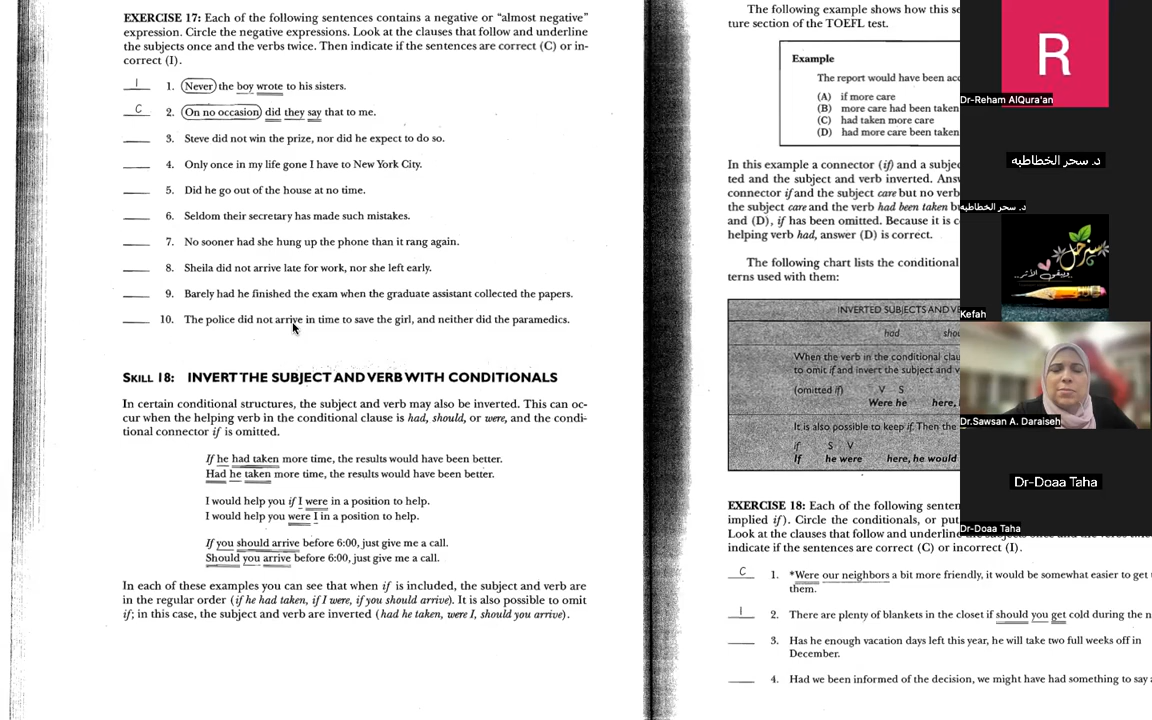 EXERCISE 17: Each of the following sentences contains a negative or “almost negative”
expression. Circle the negative expressions. Look at the clauses that follow and underline
the subjects once and the verbs twice. Then indicate if the sentences are correct (C) or in-
correct (I).
I 1. Never the boy wrote to his sisters.
C 2. On no occasion did they say that to me.
3. Steve did not win the prize, nor did he expect to do so.
4. Only once in my life gone I have to New York City.
5. Did he go out of the house at no time.
6. Seldom their secretary has made such mistakes.
7. No sooner had she hung up the phone than it rang again.
8. Sheila did not arrive late for work, nor she left early.
9. Barely had he finished the exam when the graduate assistant collected the papers.
10. The police did not arrive in time to save the girl, and neither did the paramedics.
SKILL 18: INVERT THE SUBJECT AND VERB WITH CONDITIONALS
In certain conditional structures, the subject and verb may also be inverted. This can oc-
cur when the helping verb in the conditional clause is had, should, or were, and the condi-
tional connector if is omitted.
If he had taken more time, the results would have been better.
Had he taken more time, the results would have been better.
I would help you if I were in a position to help.
I would help you were I in a position to help.
If you should arrive before 6:00, just give me a call.
Should you arrive before 6:00, just give me a call.
In each of these examples you can see that when if is included, the subject and verb are
in the regular order (if he had taken, if I were, if you should arrive). It is also possible to omit
if; in this case, the subject and verb are inverted (had he taken, were I, should you arrive).
The following example shows how this
ture section of the TOEFL test.
Example
The report would have been
(A) if more care
(B) more care had been taken
(C) had taken more care
(D) had more care been taken
In this example a connector (if) and a
ted and the subject and verb inverted.
connector if and the subject care but no verb
the subject care and the verb had been taken
and (D), if has been omitted. Because it is
helping verb had, answer (D) is correct.
The following chart lists the conditional
terns used with them:
INVERTED SUBJECTS AND
had
When the verb in the conditional
to omit if and invert the subject and
(omitted if) V S
Were he here,
It is also possible to keep if. Then the
if S V
If he were here, he would
EXERCISE 18: Each of the following
implied if). Circle the conditionals, or put
Look at the clauses that follow and underline
indicate if the sentences are correct (C) or incorrect (I).
C 1. *Were our neighbors a bit more friendly, it would be somewhat easier to get
them.
I 2. There are plenty of blankets in the closet if should you get cold during the
3. Has he enough vacation days left this year, he will take two full weeks off in
December.
4. Had we been informed of the decision, we might have had something to say
R
Dr-Reham AlQura'an
د. سحر الخطاطبه
د. سحر الخطاطبه
سنرحل
ويبقى الأثر
Kefah
Dr.Sawsan A. Daraiseh
Dr-Doaa Taha
Dr-Doaa Taha